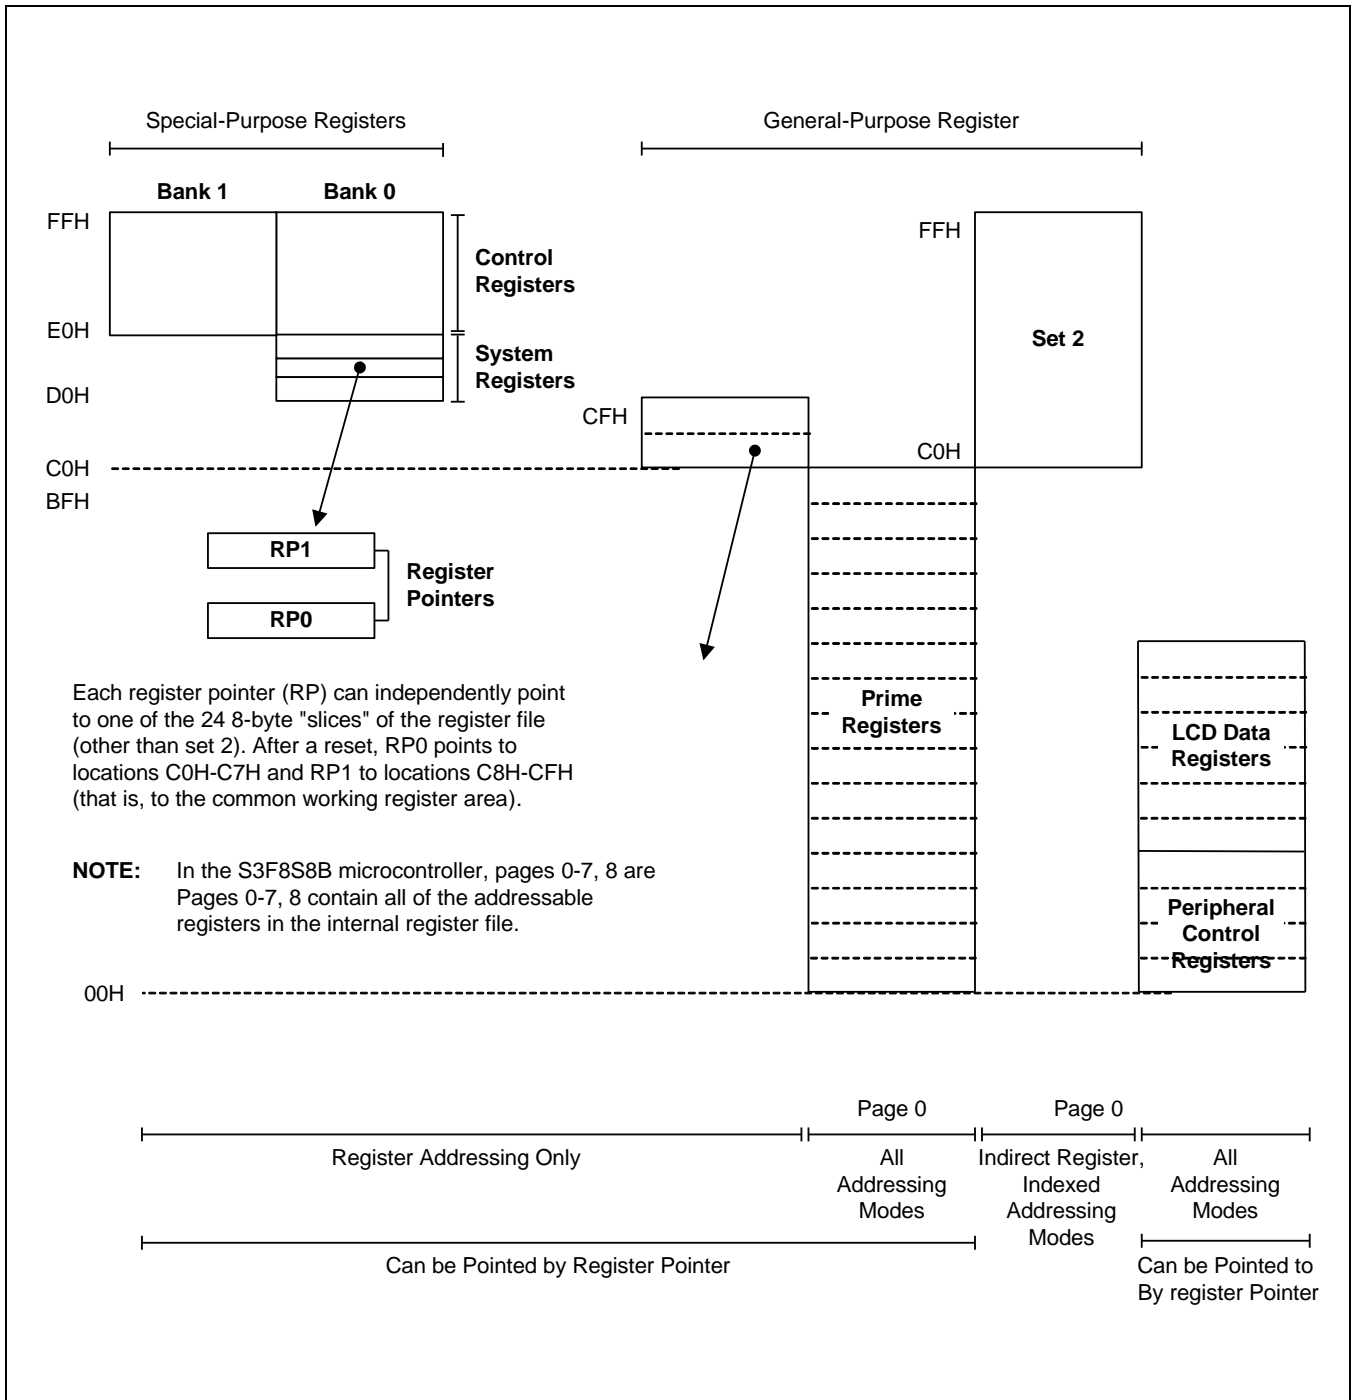 Special-Purpose Registers
General-Purpose Register
Bank 1
Bank 0
FFH
Control
Registers
E0H
System
Registers
D0H
C0H
BFH
FFH
Set 2
CFH
C0H
RP1
RP0
Register
Pointers
Each register pointer (RP) can independently point
to one of the 24 8-byte "slices" of the register file
(other than set 2). After a reset, RP0 points to
locations C0H-C7H and RP1 to locations C8H-CFH
(that is, to the common working register area).
NOTE: In the S3F8S8B microcontroller, pages 0-7, 8 are
Pages 0-7, 8 contain all of the addressable
registers in the internal register file.
Prime
Registers
LCD Data
Registers
Peripheral
Control
Registers
00H
Page 0
Page 0
Register Addressing Only
All
Addressing
Modes
Indirect Register,
Indexed
Addressing
Modes
All
Addressing
Modes
Can be Pointed by Register Pointer
Can be Pointed to
By register Pointer